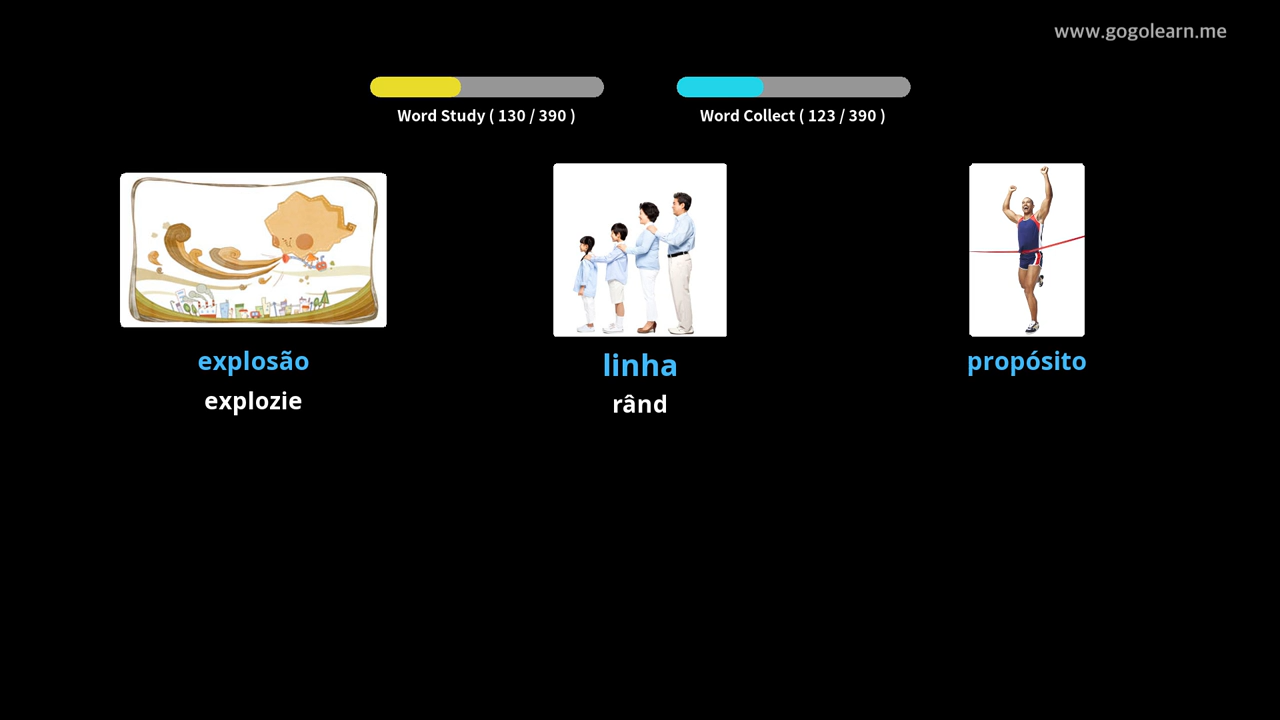 www.gogolearn.me
Word Study ( 130 / 390 )
Word Collect ( 123 / 390 )
explosão
explozie
linha
rând
propósito